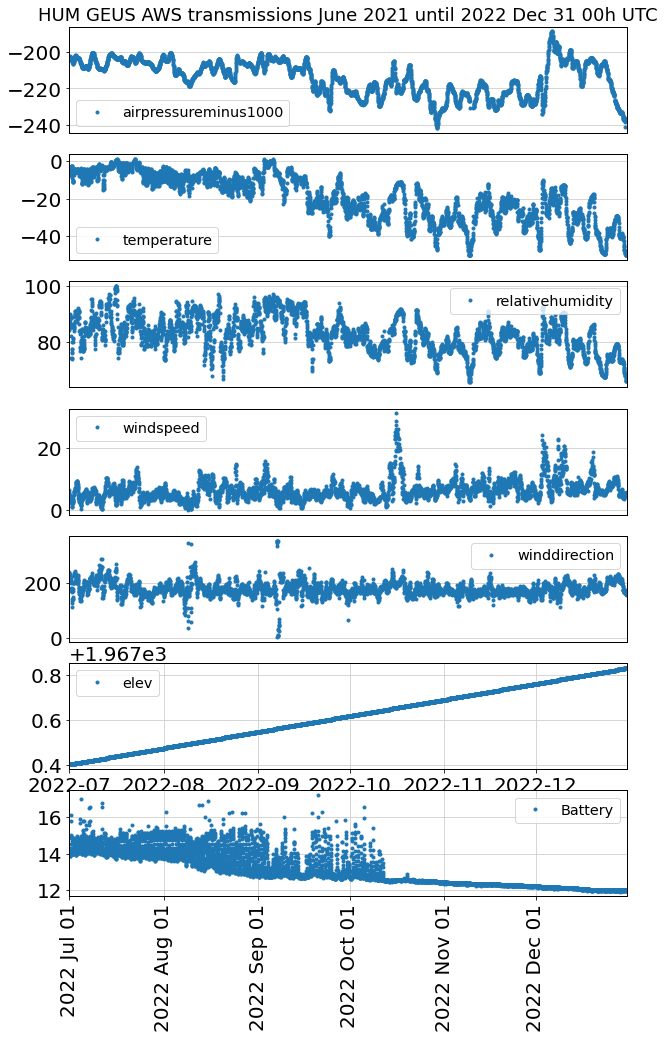 HUM GEUS AWS transmissions June 2021 until 2022 Dec 31 00h UTC
−200
−220
−240
airpressureminus1000
0
−20
−40
temperature
100
80
relativehumidity
20
0
windspeed
200
0
winddirection
+1.967e3
0.8
0.6
0.4
elev
2022-07 2022-08 2022-09 2022-10 2022-11 2022-12
16
14
12
Battery
2022 Jul 01
2022 Aug 01
2022 Sep 01
2022 Oct 01
2022 Nov 01
2022 Dec 01